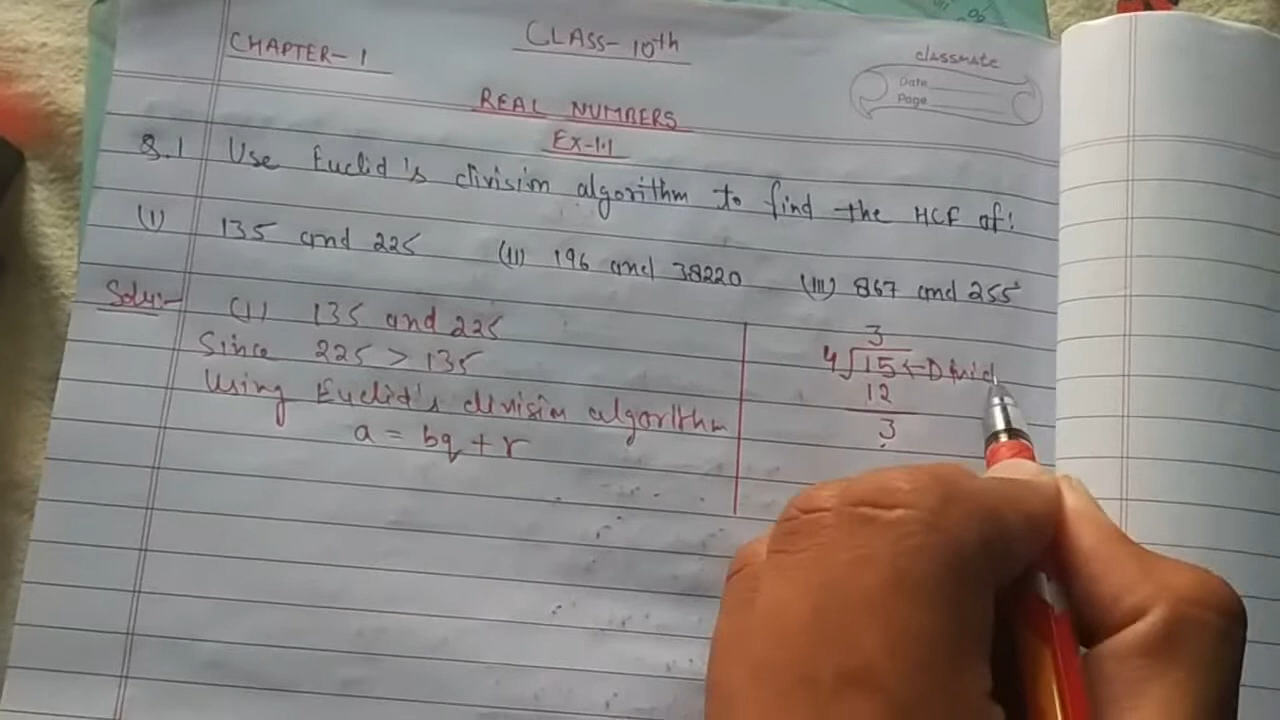 CLASS-10th
CHAPTER-1
classmate
Date
Page
REAL NUMBERS
Ex-1.1
Q.1 Use Euclid's division algorithm to find the HCF of:
(I) 135 and 225 (II) 196 and 38220 (III) 867 and 255
Soln:- (I) 135 and 225
Since 225 > 135
Using Euclid's division algorithm
a = bq + r
3
4)15 ← Divid
12
3